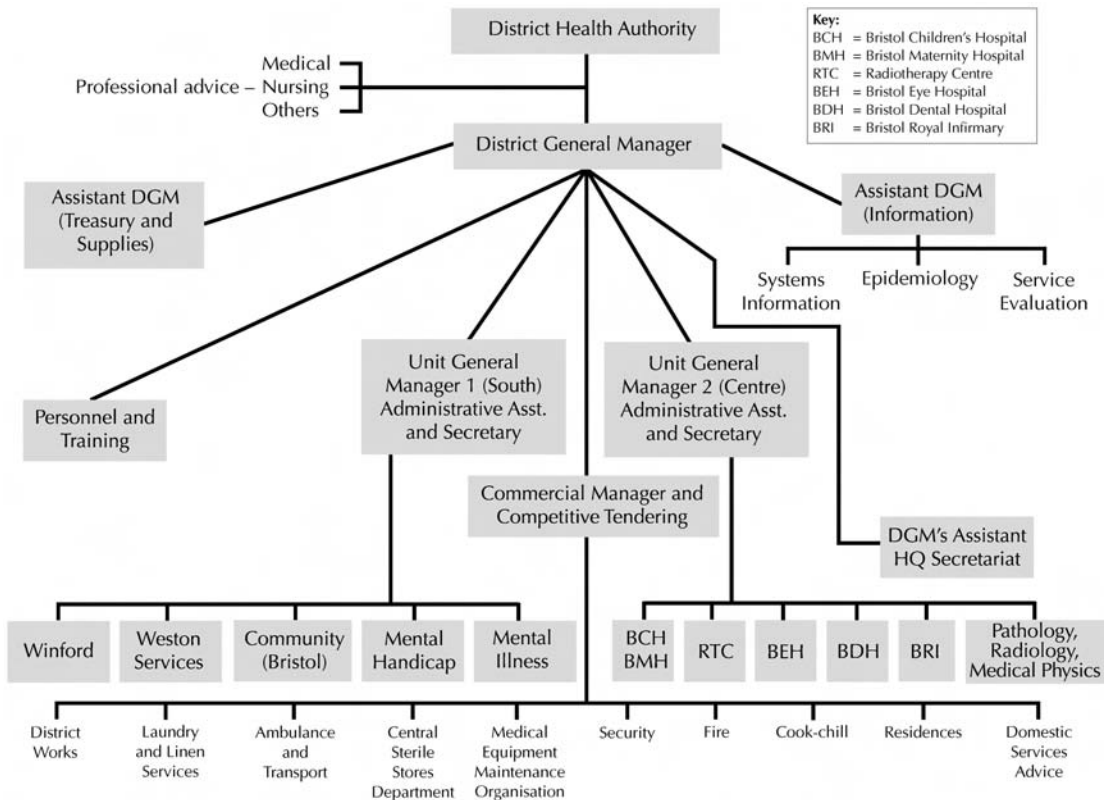 District Health Authority
Key:
BCH = Bristol Children's Hospital
BMH = Bristol Maternity Hospital
RTC = Radiotherapy Centre
BEH = Bristol Eye Hospital
BDH = Bristol Dental Hospital
BRI = Bristol Royal Infirmary
Medical
Professional advice – Nursing
Others
District General Manager
Assistant DGM
(Treasury and
Supplies)
Assistant DGM
(Information)
Systems
Information
Epidemiology
Service
Evaluation
Personnel and
Training
Unit General
Manager 1 (South)
Administrative Asst.
and Secretary
Unit General
Manager 2 (Centre)
Administrative Asst.
and Secretary
Commercial Manager and
Competitive Tendering
DGM's Assistant
HQ Secretariat
Winford
Weston
Services
Community
(Bristol)
Mental
Handicap
Mental
Illness
BCH
BMH
RTC
BEH
BDH
BRI
Pathology,
Radiology,
Medical Physics
District
Works
Laundry
and Linen
Services
Ambulance
and
Transport
Central
Sterile
Stores
Department
Medical
Equipment
Maintenance
Organisation
Security
Fire
Cook-chill
Residences
Domestic
Services
Advice